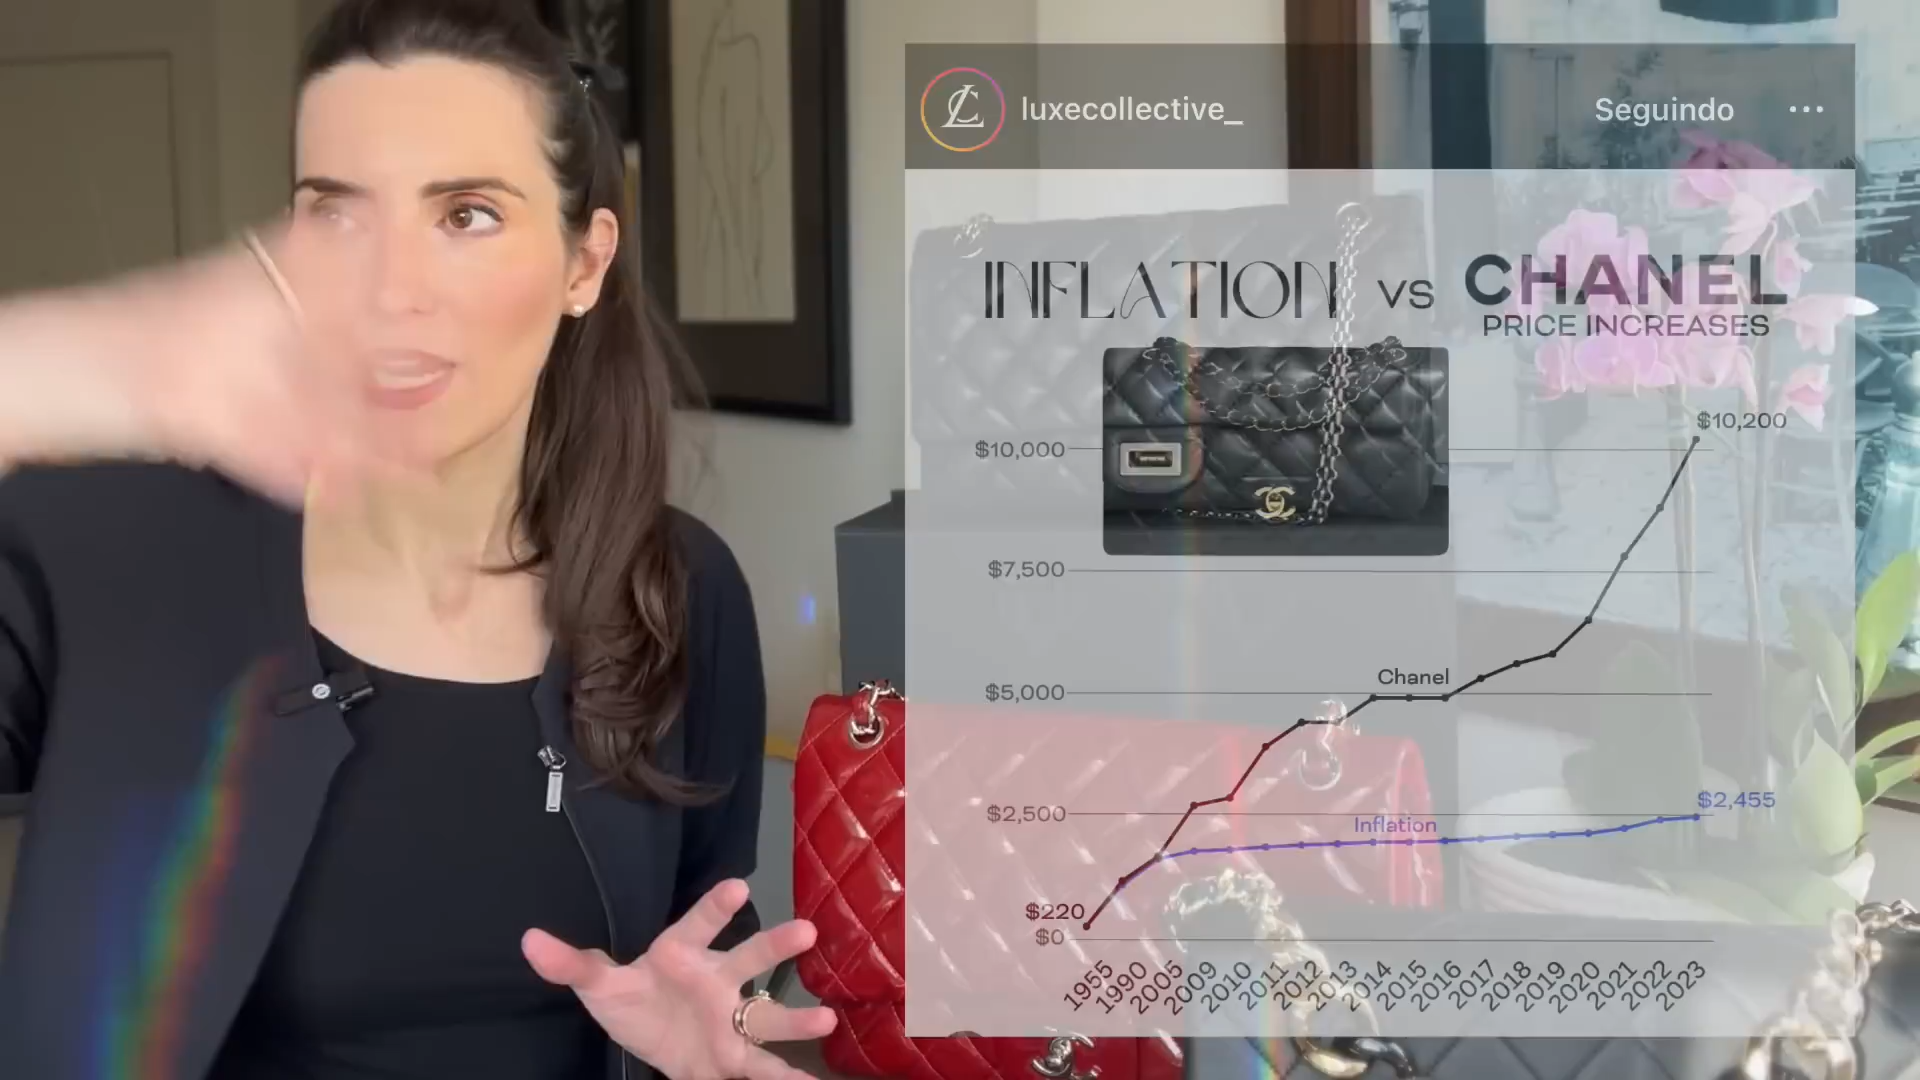 luxecollective_
Seguindo
INFLATION VS CHANEL
PRICE INCREASES
$10,200
$10,000
$7,500
Chanel
$5,000
$2,455
$2,500
Inflation
$220
$0
1955 1990 2005 2009 2010 2011 2012 2013 2014 2015 2016 2017 2018 2019 2020 2021 2022 2023